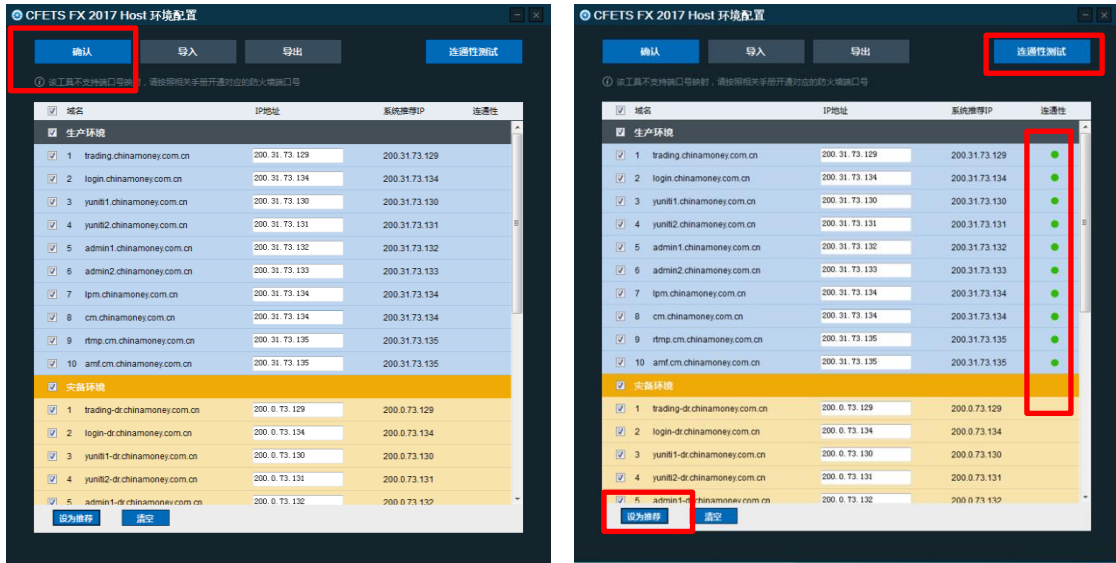 CFETS FX 2017 Host 环境配置
确认 导入 导出 连通性测试
该工具不支持端口号映射，请按照相关手册开通对应的防火墙端口号
域名 IP地址 系统推荐IP 连通性
生产环境
1 trading.chinamoney.com.cn 200.31.73.129 200.31.73.129
2 login.chinamoney.com.cn 200.31.73.134 200.31.73.134
3 yuniti1.chinamoney.com.cn 200.31.73.130 200.31.73.130
4 yuniti2.chinamoney.com.cn 200.31.73.131 200.31.73.131
5 admin1.chinamoney.com.cn 200.31.73.132 200.31.73.132
6 admin2.chinamoney.com.cn 200.31.73.133 200.31.73.133
7 lpm.chinamoney.com.cn 200.31.73.134 200.31.73.134
8 cm.chinamoney.com.cn 200.31.73.134 200.31.73.134
9 rtmp.cm.chinamoney.com.cn 200.31.73.135 200.31.73.135
10 amf.cm.chinamoney.com.cn 200.31.73.135 200.31.73.135
灾备环境
1 trading-dr.chinamoney.com.cn 200.0.73.129 200.0.73.129
2 login-dr.chinamoney.com.cn 200.0.73.134 200.0.73.134
3 yuniti1-dr.chinamoney.com.cn 200.0.73.130 200.0.73.130
4 yuniti2-dr.chinamoney.com.cn 200.0.73.131 200.0.73.131
5 admin1-dr.chinamoney.com.cn 200.0.73.132 200.0.73.132
设为推荐 清空
CFETS FX 2017 Host 环境配置
确认 导入 导出 连通性测试
该工具不支持端口号映射，请按照相关手册开通对应的防火墙端口号
域名 IP地址 系统推荐IP 连通性
生产环境
1 trading.chinamoney.com.cn 200.31.73.129 200.31.73.129
2 login.chinamoney.com.cn 200.31.73.134 200.31.73.134
3 yuniti1.chinamoney.com.cn 200.31.73.130 200.31.73.130
4 yuniti2.chinamoney.com.cn 200.31.73.131 200.31.73.131
5 admin1.chinamoney.com.cn 200.31.73.132 200.31.73.132
6 admin2.chinamoney.com.cn 200.31.73.133 200.31.73.133
7 lpm.chinamoney.com.cn 200.31.73.134 200.31.73.134
8 cm.chinamoney.com.cn 200.31.73.134 200.31.73.134
9 rtmp.cm.chinamoney.com.cn 200.31.73.135 200.31.73.135
10 amf.cm.chinamoney.com.cn 200.31.73.135 200.31.73.135
灾备环境
1 trading-dr.chinamoney.com.cn 200.0.73.129 200.0.73.129
2 login-dr.chinamoney.com.cn 200.0.73.134 200.0.73.134
3 yuniti1-dr.chinamoney.com.cn 200.0.73.130 200.0.73.130
4 yuniti2-dr.chinamoney.com.cn 200.0.73.131 200.0.73.131
5 admin1-dr.chinamoney.com.cn 200.0.73.132 200.0.73.132
设为推荐 清空